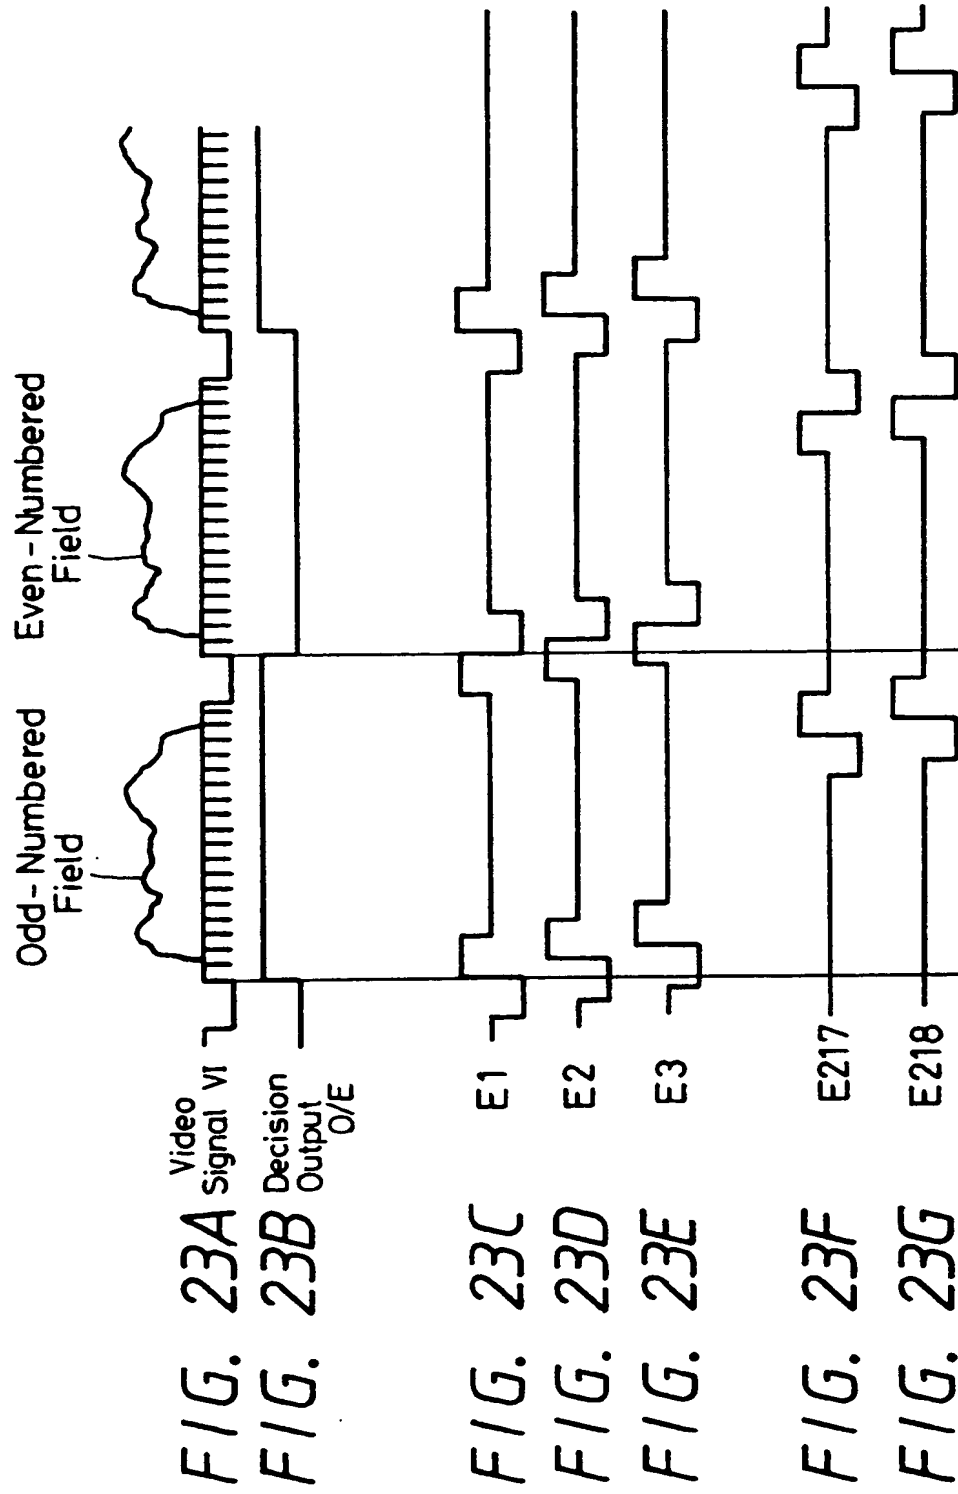 Odd-Numbered
Field
Even-Numbered
Field
FIG. 23A
Video
Signal VI
FIG. 23B
Decision
Output
O/E
FIG. 23C
E1
FIG. 23D
E2
FIG. 23E
E3
FIG. 23F
E217
FIG. 23G
E218